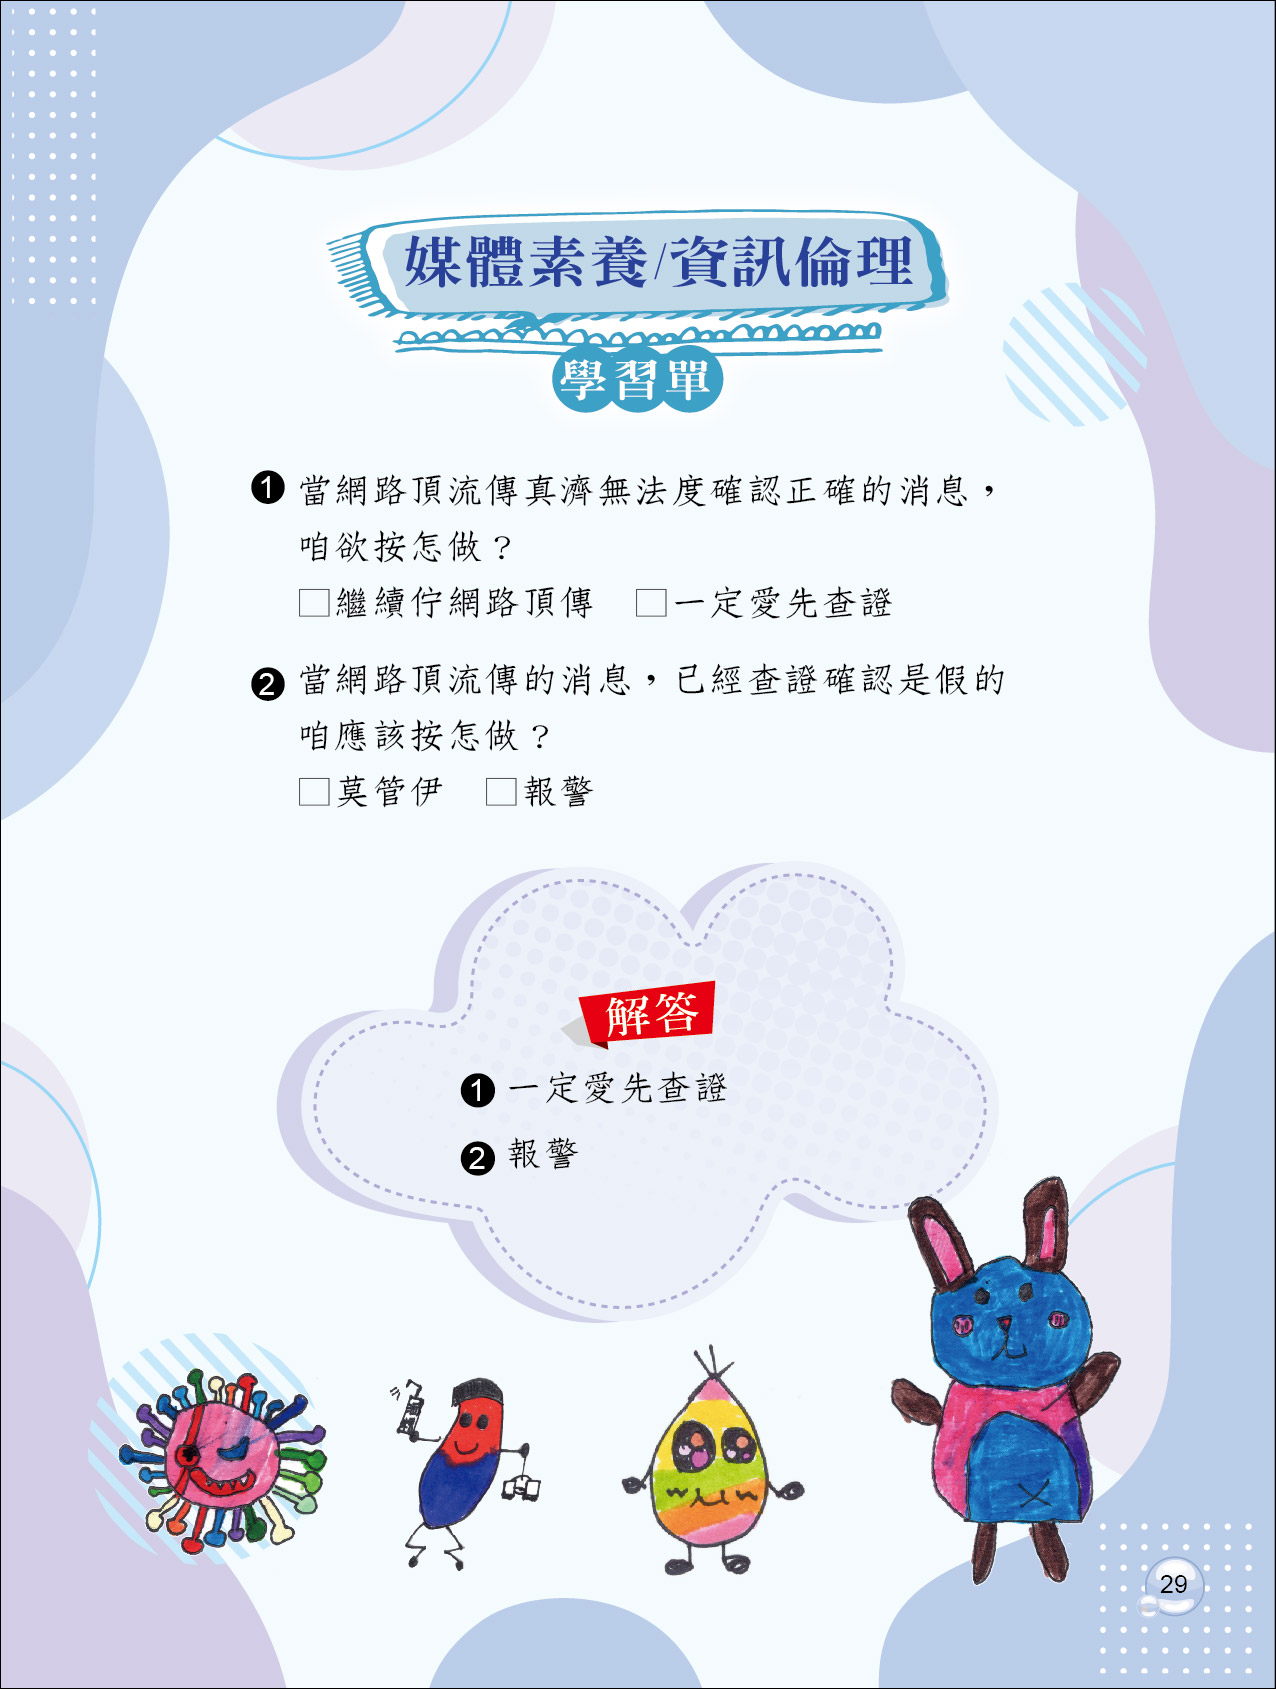 媒體素養/資訊倫理
學習單
❶ 當網路頂流傳真濟無法度確認正確的消息，
咱欲按怎做？
□繼續佇網路頂傳 □一定愛先查證
❷ 當網路頂流傳的消息，已經查證確認是假的
咱應該按怎做？
□莫管伊 □報警
解答
❶ 一定愛先查證
❷ 報警
29